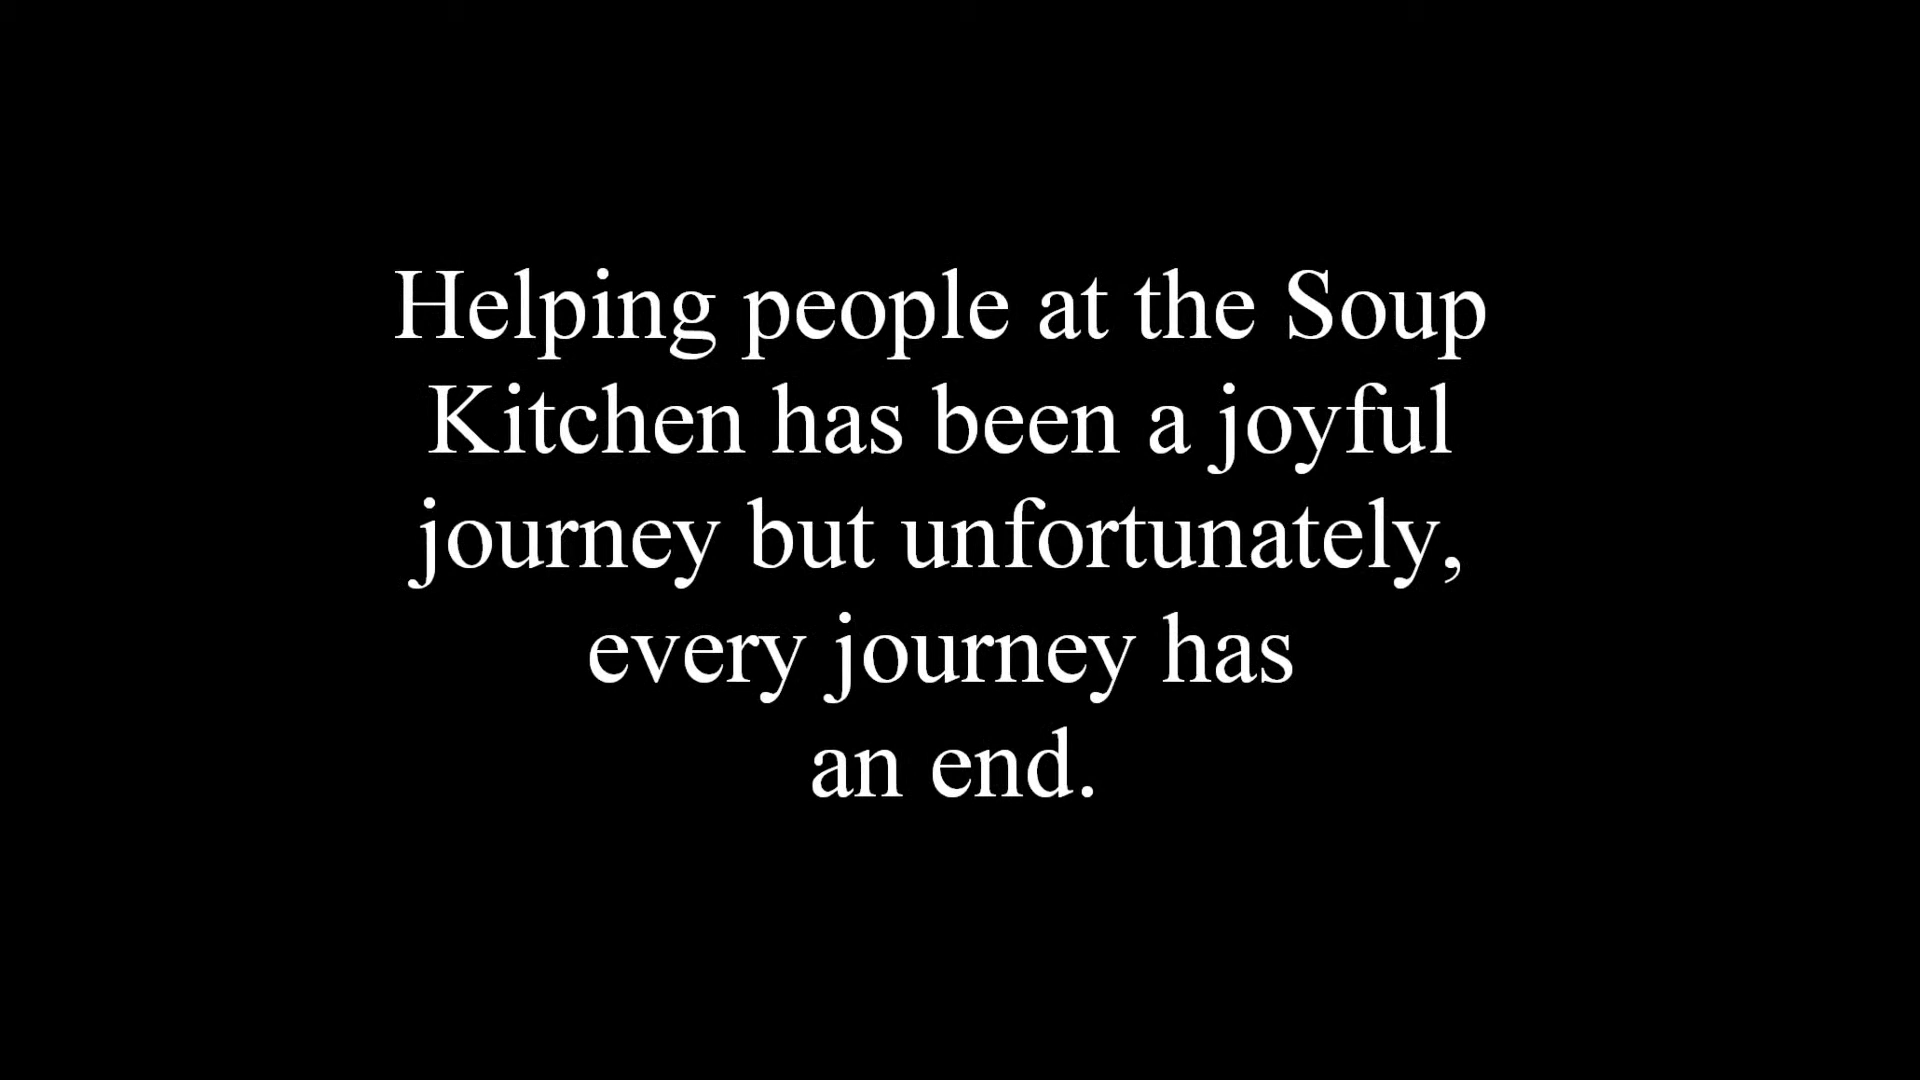 Helping people at the Soup
Kitchen has been a joyful
journey but unfortunately,
every journey has
an end.